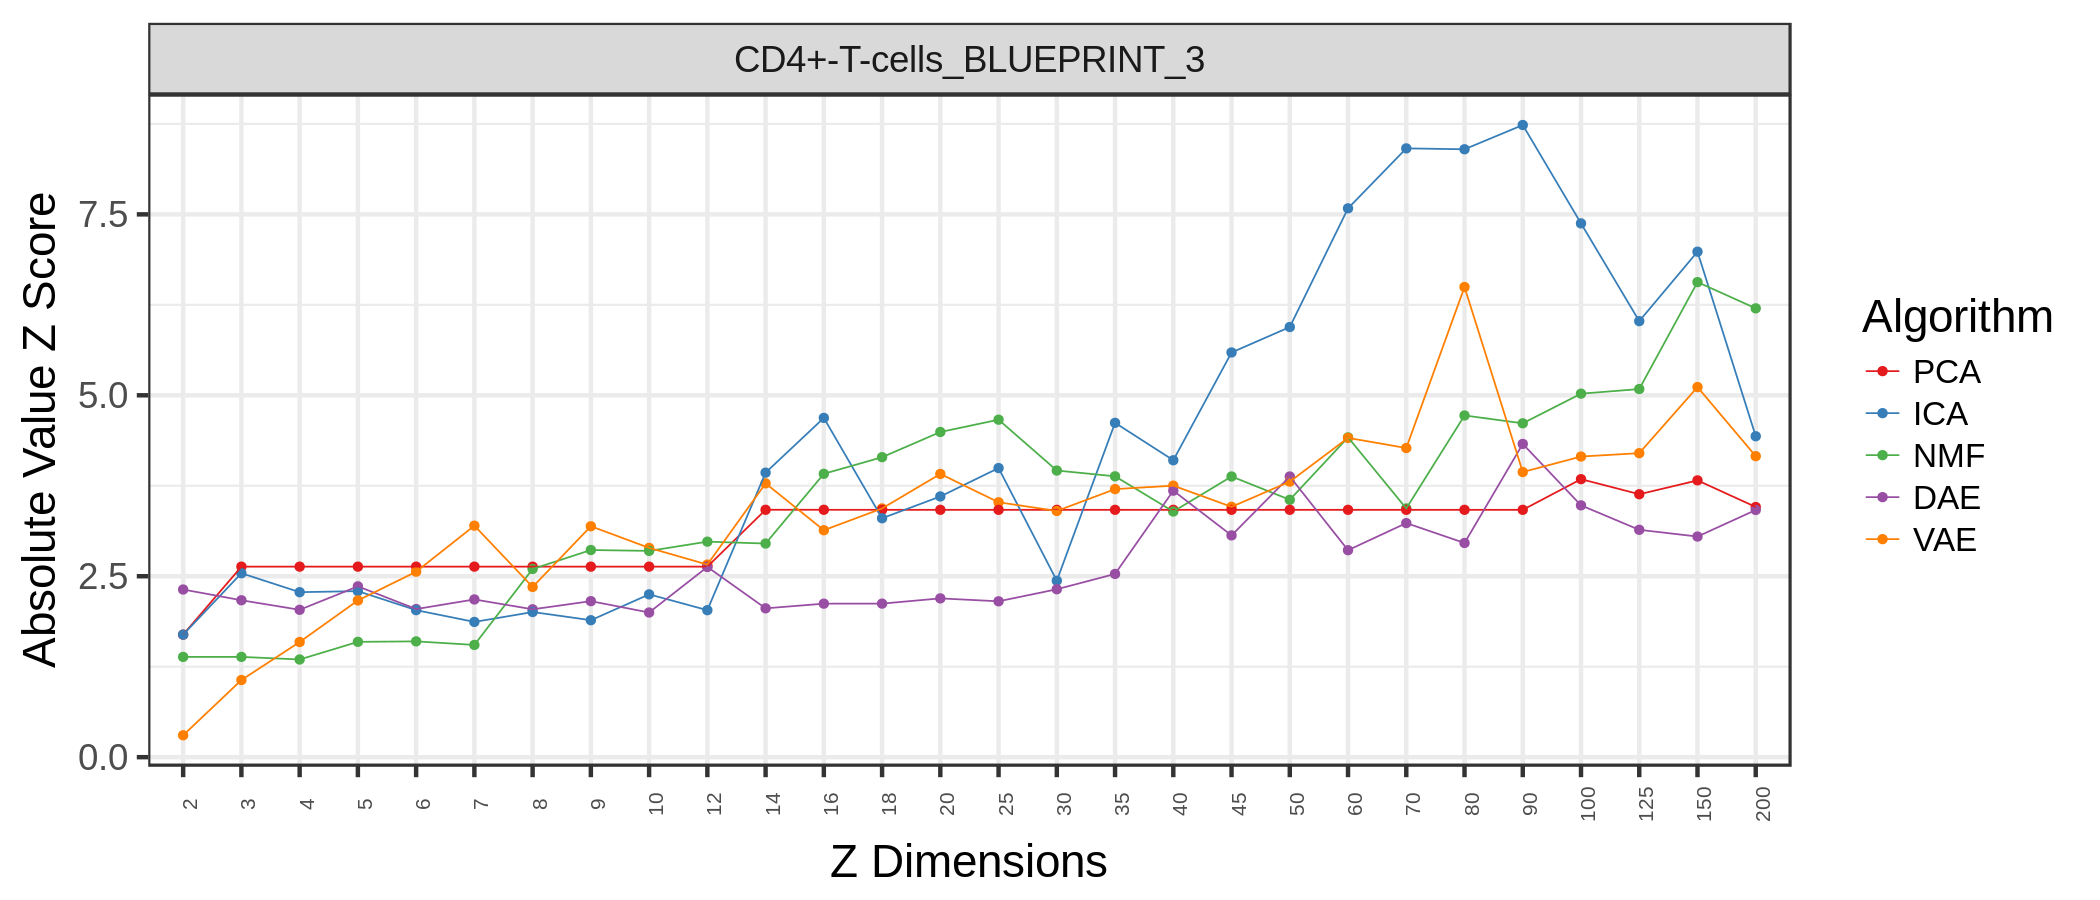 CD4+-T-cells_BLUEPRINT_3
Absolute Value Z Score
7.5
5.0
2.5
0.0
2 3 4 5 6 7 8 9 10 12 14 16 18 20 25 30 35 40 45 50 60 70 80 90 100 125 150 200
Z Dimensions
Algorithm
PCA
ICA
NMF
DAE
VAE